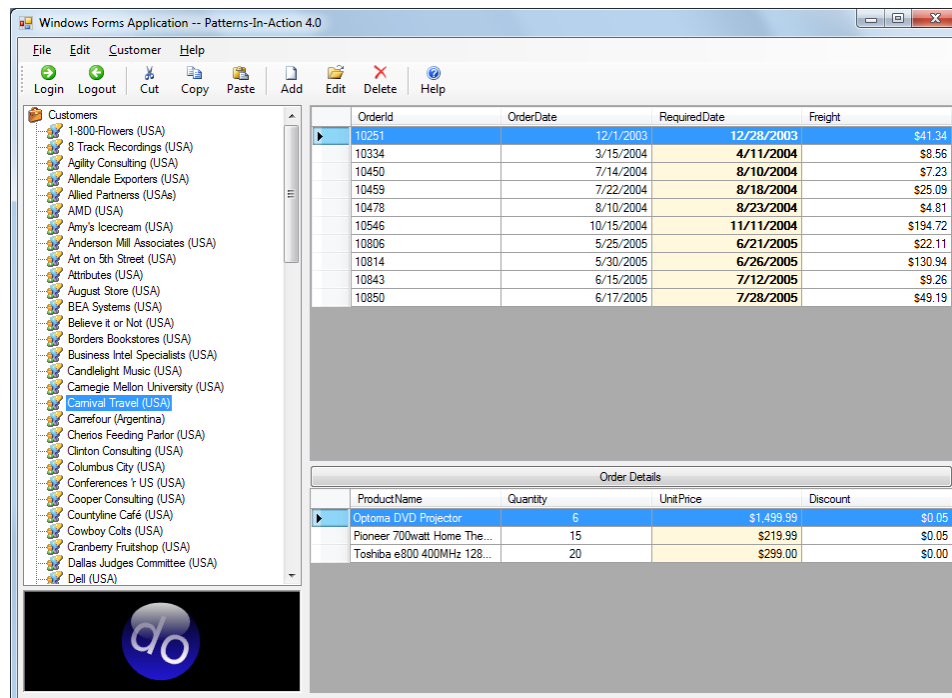 Windows Forms Application -- Patterns-In-Action 4.0
File Edit Customer Help
Login Logout Cut Copy Paste Add Edit Delete Help
Customers
1-800-Flowers (USA)
8 Track Recordings (USA)
Agility Consulting (USA)
Allendale Exporters (USA)
Allied Partnerss (USAs)
AMD (USA)
Amy's Icecream (USA)
Anderson Mill Associates (USA)
Art on 5th Street (USA)
Attributes (USA)
August Store (USA)
BEA Systems (USA)
Believe it or Not (USA)
Borders Bookstores (USA)
Business Intel Specialists (USA)
Candlelight Music (USA)
Carnegie Mellon University (USA)
Carnival Travel (USA)
Carrefour (Argentina)
Cherios Feeding Parlor (USA)
Clinton Consulting (USA)
Columbus City (USA)
Conferences 'r US (USA)
Cooper Consulting (USA)
Countyline Café (USA)
Cowboy Colts (USA)
Cranberry Fruitshop (USA)
Dallas Judges Committee (USA)
Dell (USA)
do
OrderId OrderDate RequiredDate Freight
10251 12/1/2003 12/28/2003 $41.34
10334 3/15/2004 4/11/2004 $8.56
10450 7/14/2004 8/10/2004 $7.23
10459 7/22/2004 8/18/2004 $25.09
10478 8/10/2004 8/23/2004 $4.81
10546 10/15/2004 11/11/2004 $194.72
10806 5/25/2005 6/21/2005 $22.11
10814 5/30/2005 6/26/2005 $130.94
10843 6/15/2005 7/12/2005 $9.26
10850 6/17/2005 7/28/2005 $49.19
Order Details
ProductName Quantity UnitPrice Discount
Optoma DVD Projector 6 $1,499.99 $0.05
Pioneer 700watt Home The... 15 $219.99 $0.05
Toshiba e800 400MHz 128... 20 $299.00 $0.00